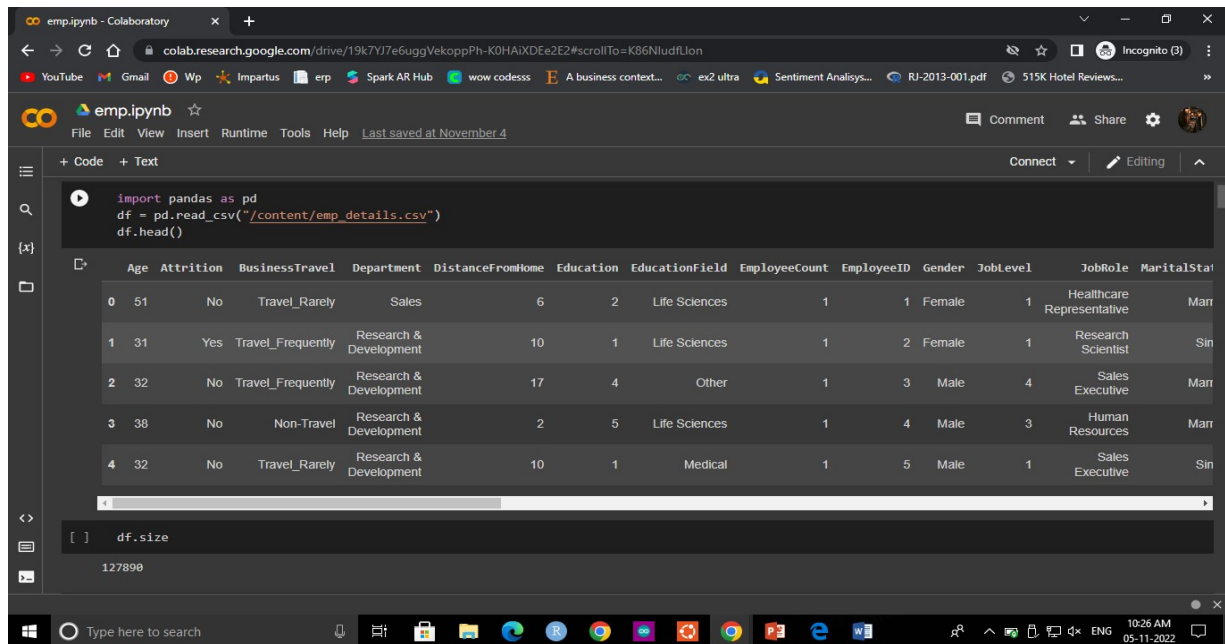 emp.ipynb - Colaboratory
colab.research.google.com/drive/19k7YJ7e6uggVekoppPh-K0HAiXDEe2E2#scrollTo=K86NIudfLIon
Incognito (3)
YouTube Gmail Wp Impartus erp Spark AR Hub wow codesss A business context... ex2 ultra Sentiment Analisys... RJ-2013-001.pdf 515K Hotel Reviews... »
emp.ipynb
Comment Share
File Edit View Insert Runtime Tools Help Last saved at November 4
+ Code + Text
Connect Editing
import pandas as pd
df = pd.read_csv("/content/emp_details.csv")
df.head()
{x}
Age Attrition BusinessTravel Department DistanceFromHome Education EducationField EmployeeCount EmployeeID Gender JobLevel JobRole MaritalStat
0 51 No Travel_Rarely Sales 6 2 Life Sciences 1 1 Female 1 Healthcare Representative Marr
1 31 Yes Travel_Frequently Research & Development 10 1 Life Sciences 1 2 Female 1 Research Scientist Sin
2 32 No Travel_Frequently Research & Development 17 4 Other 1 3 Male 4 Sales Executive Marr
3 38 No Non-Travel Research & Development 2 5 Life Sciences 1 4 Male 3 Human Resources Marr
4 32 No Travel_Rarely Research & Development 10 1 Medical 1 5 Male 1 Sales Executive Sin
[ ] df.size
127890
Type here to search
ENG
10:26 AM
05-11-2022